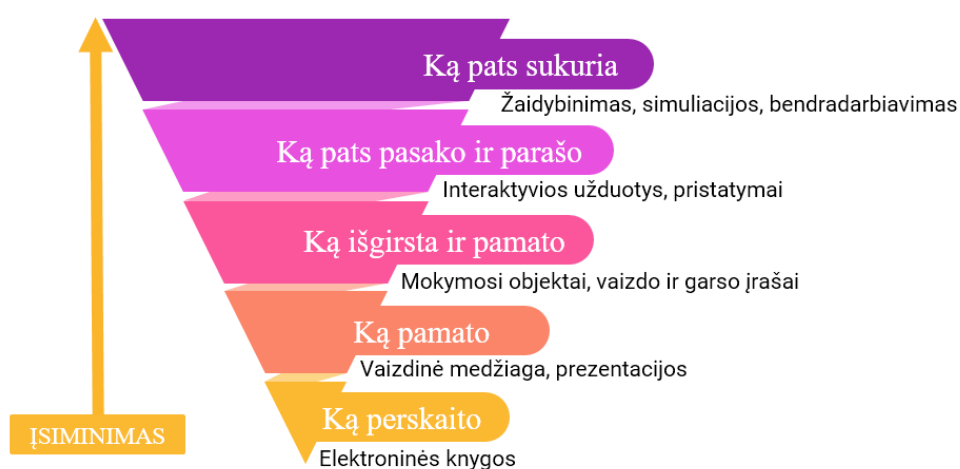 Ką pats sukuria
Žaidybinimas, simuliacijos, bendradarbiavimas
Ką pats pasako ir parašo
Interaktyvios užduotys, pristatymai
Ką išgirsta ir pamato
Mokymosi objektai, vaizdo ir garso įrašai
Ką pamato
Vaizdinė medžiaga, prezentacijos
Ką perskaito
ĮSIMINIMAS
Elektroninės knygos